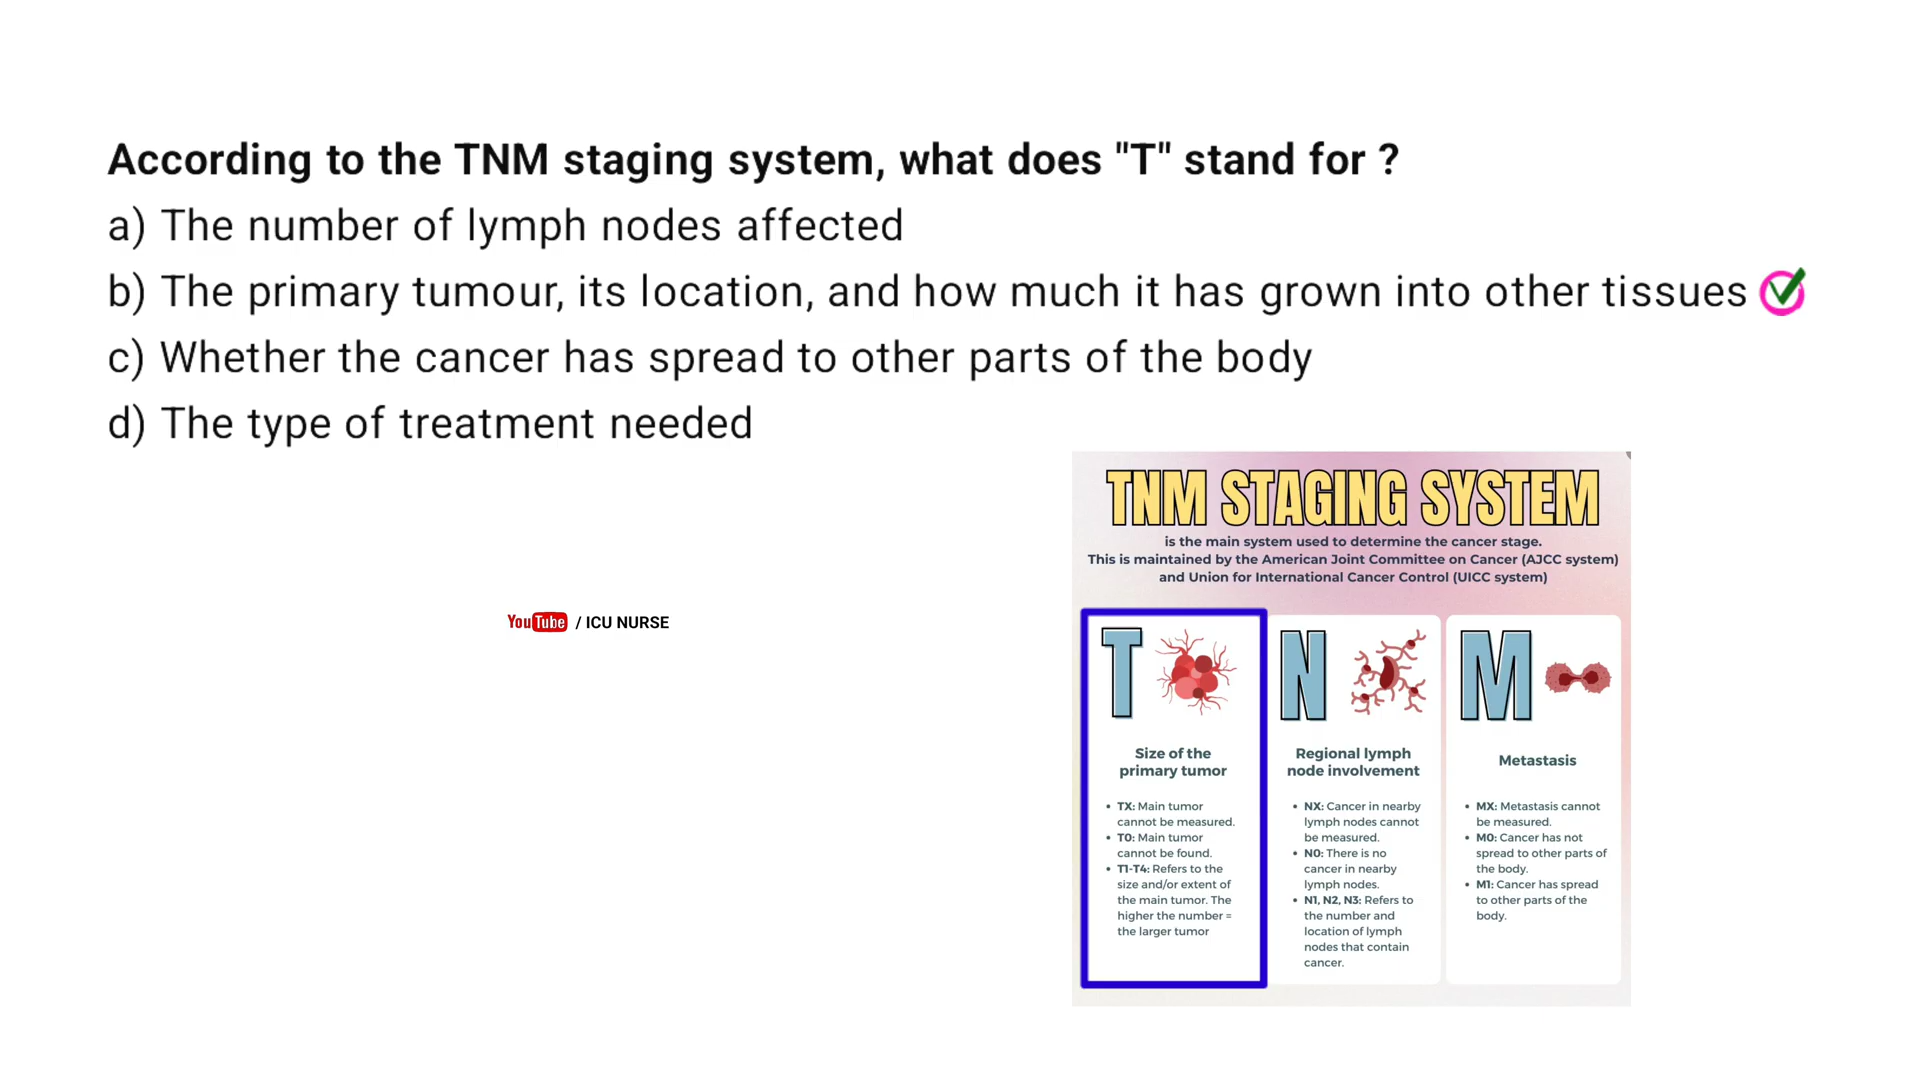 According to the TNM staging system, what does "T" stand for ?
a) The number of lymph nodes affected
b) The primary tumour, its location, and how much it has grown into other tissues
c) Whether the cancer has spread to other parts of the body
d) The type of treatment needed
YouTube / ICU NURSE
TNM STAGING SYSTEM
is the main system used to determine the cancer stage.
This is maintained by the American Joint Committee on Cancer (AJCC system)
and Union for International Cancer Control (UICC system)
T
Size of the
primary tumor
• TX: Main tumor
cannot be measured.
• T0: Main tumor
cannot be found.
• T1-T4: Refers to the
size and/or extent of
the main tumor. The
higher the number =
the larger tumor
N
Regional lymph
node involvement
• NX: Cancer in nearby
lymph nodes cannot
be measured.
• N0: There is no
cancer in nearby
lymph nodes.
• N1, N2, N3: Refers to
the number and
location of lymph
nodes that contain
cancer.
M
Metastasis
• MX: Metastasis cannot
be measured.
• M0: Cancer has not
spread to other parts of
the body.
• M1: Cancer has spread
to other parts of the
body.